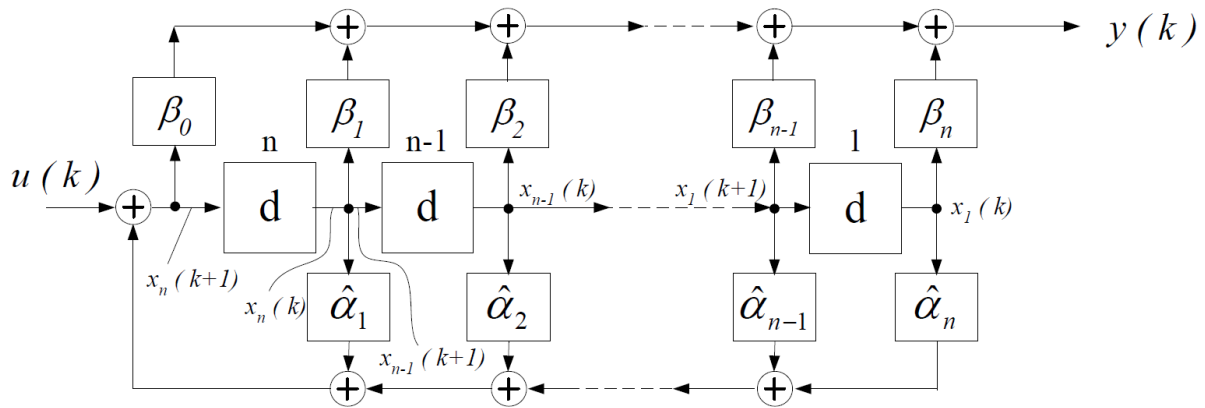 y ( k )
β₀ β₁ β₂ βₙ₋₁ βₙ
n n-1 1
u ( k )
d d d
xₙ₋₁ ( k ) x₁ ( k+1 ) x₁ ( k )
xₙ ( k+1 ) xₙ ( k ) xₙ₋₁ ( k+1 )
α̂₁ α̂₂ α̂ₙ₋₁ α̂ₙ